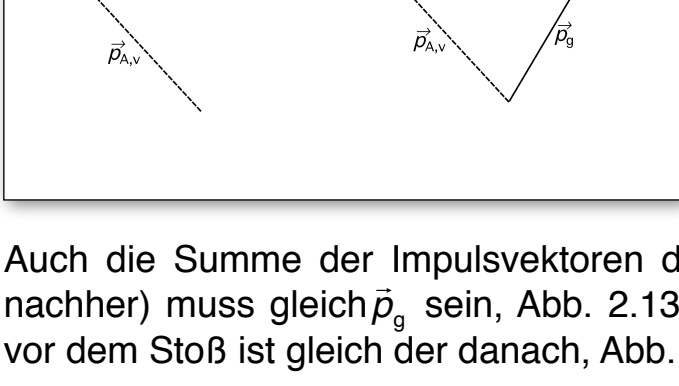 p⃗A,v p⃗A,v p⃗g
Auch die Summe der Impulsvektoren d
nachher) muss gleich p⃗g sein, Abb. 2.13
vor dem Stoß ist gleich der danach, Abb.